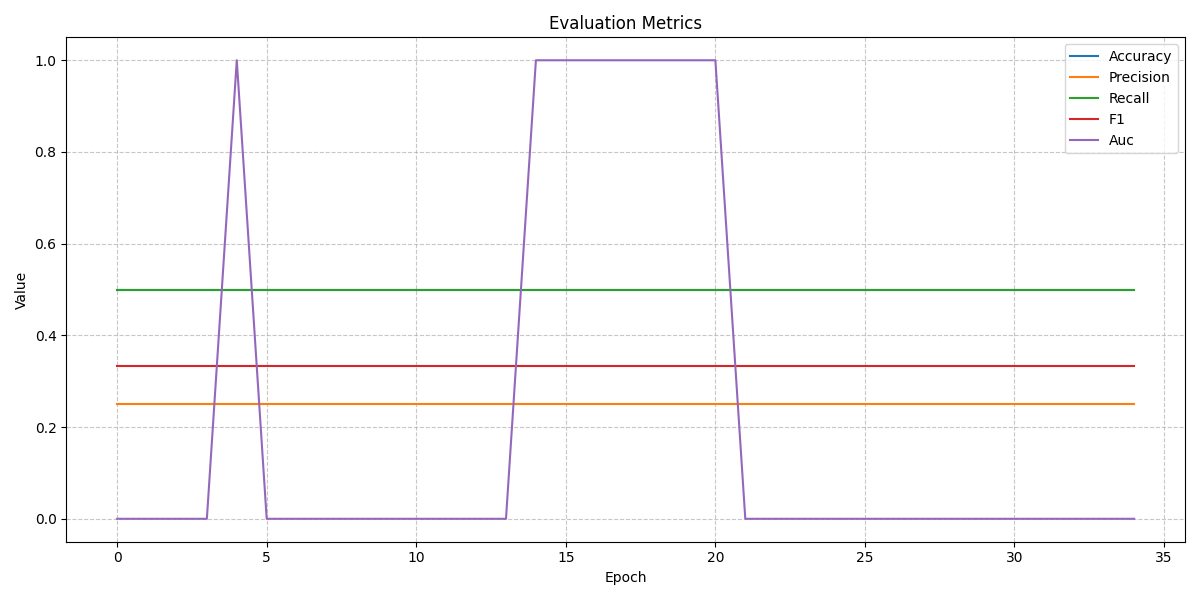 Evaluation Metrics
1.0
0.8
0.6
0.4
0.2
0.0
Value
Accuracy
Precision
Recall
F1
Auc
0 5 10 15 20 25 30 35
Epoch